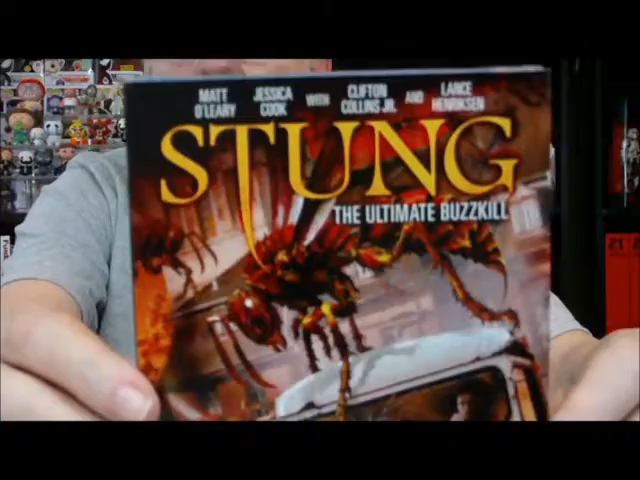 MATT JESSICA WITH CLIFTON AND LANCE
O'LEARY COOK COLLINS JR. HENRIKSEN
STUNG
THE ULTIMATE BUZZKILL